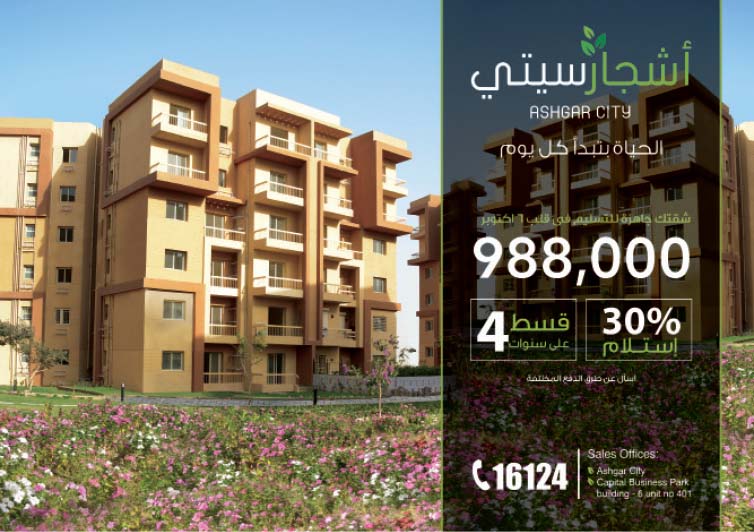 أشجار سيتي
ASHGAR CITY
الحياة بتبدأ كل يوم
شقتك جاهزة للتسليم في قلب ٦ اكتوبر
988,000
4 قسط
على سنوات
30%
إستلام
اسأل عن طرق الدفع المختلفة
16124
Sales Offices:
Ashgar City
Capital Business Park
building - 6 unit no 401